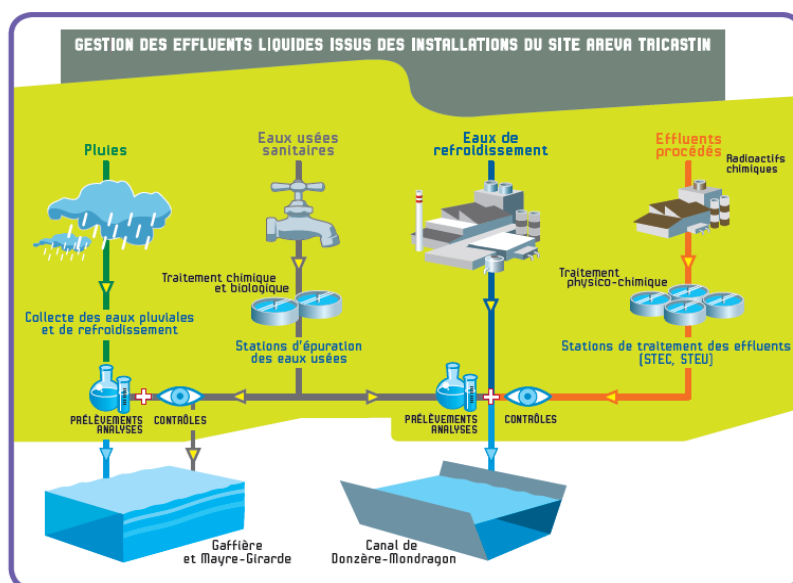 GESTION DES EFFLUENTS LIQUIDES ISSUS DES INSTALLATIONS DU SITE AREVA TRICASTIN
Pluies
Eaux usées
sanitaires
Eaux de
refroidissement
Effluents
procédés
Radioactifs
chimiques
Traitement chimique
et biologique
Traitement
physico-chimique
Collecte des eaux pluviales
et de refroidissement
Stations d'épuration
des eaux usées
Stations de traitement des effluents
(STEC, STEU)
PRÉLÈVEMENTS
ANALYSES
CONTRÔLES
PRÉLÈVEMENTS
ANALYSES
CONTRÔLES
Gaffière
et Mayre-Girarde
Canal de
Donzère-Mondragon